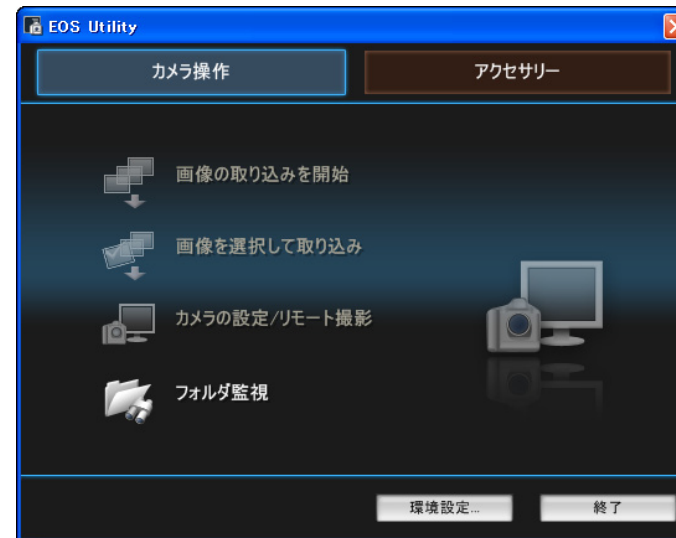 EOS Utility
カメラ操作
アクセサリー
画像の取り込みを開始
画像を選択して取り込み
カメラの設定/リモート撮影
フォルダ監視
環境設定...
終了